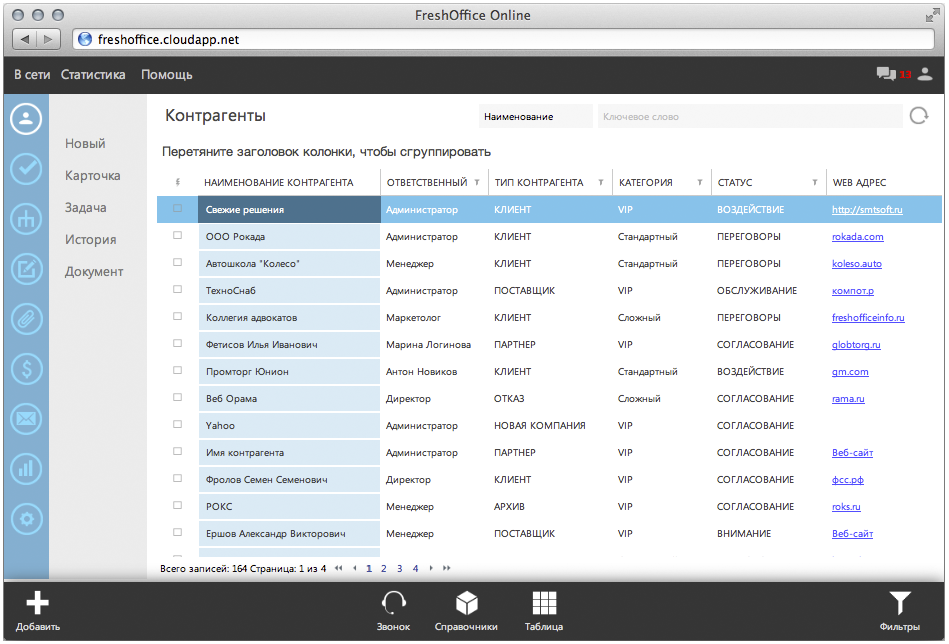 FreshOffice Online
freshoffice.cloudapp.net
В сети Статистика Помощь 13
Контрагенты Наименование Ключевое слово
Новый
Карточка
Задача
История
Документ
Перетяните заголовок колонки, чтобы сгруппировать
НАИМЕНОВАНИЕ КОНТРАГЕНТА ОТВЕТСТВЕННЫЙ ТИП КОНТРАГЕНТА КАТЕГОРИЯ СТАТУС WEB АДРЕС
Свежие решения Администратор КЛИЕНТ VIP ВОЗДЕЙСТВИЕ http://smtsoft.ru
ООО Рокада Администратор КЛИЕНТ Стандартный ПЕРЕГОВОРЫ rokada.com
Автошкола "Колесо" Менеджер КЛИЕНТ Стандартный ПЕРЕГОВОРЫ koleso.auto
ТехноСнаб Администратор ПОСТАВЩИК VIP ОБСЛУЖИВАНИЕ компот.р
Коллегия адвокатов Маркетолог КЛИЕНТ Сложный ПЕРЕГОВОРЫ freshofficeinfo.ru
Фетисов Илья Иванович Марина Логинова ПАРТНЕР VIP СОГЛАСОВАНИЕ globtorg.ru
Промторг Юнион Антон Новиков КЛИЕНТ Стандартный ВОЗДЕЙСТВИЕ gm.com
Веб Орама Директор ОТКАЗ Сложный СОГЛАСОВАНИЕ rama.ru
Yahoo Администратор НОВАЯ КОМПАНИЯ VIP СОГЛАСОВАНИЕ
Имя контрагента Администратор ПАРТНЕР VIP СОГЛАСОВАНИЕ Веб-сайт
Фролов Семен Семенович Директор КЛИЕНТ VIP СОГЛАСОВАНИЕ фсс.рф
РОКС Менеджер АРХИВ VIP СОГЛАСОВАНИЕ roks.ru
Ершов Александр Викторович Менеджер ПОСТАВЩИК VIP ВНИМАНИЕ Веб-сайт
Всего записей: 164 Страница: 1 из 4 1 2 3 4
Добавить Звонок Справочники Таблица Фильтры